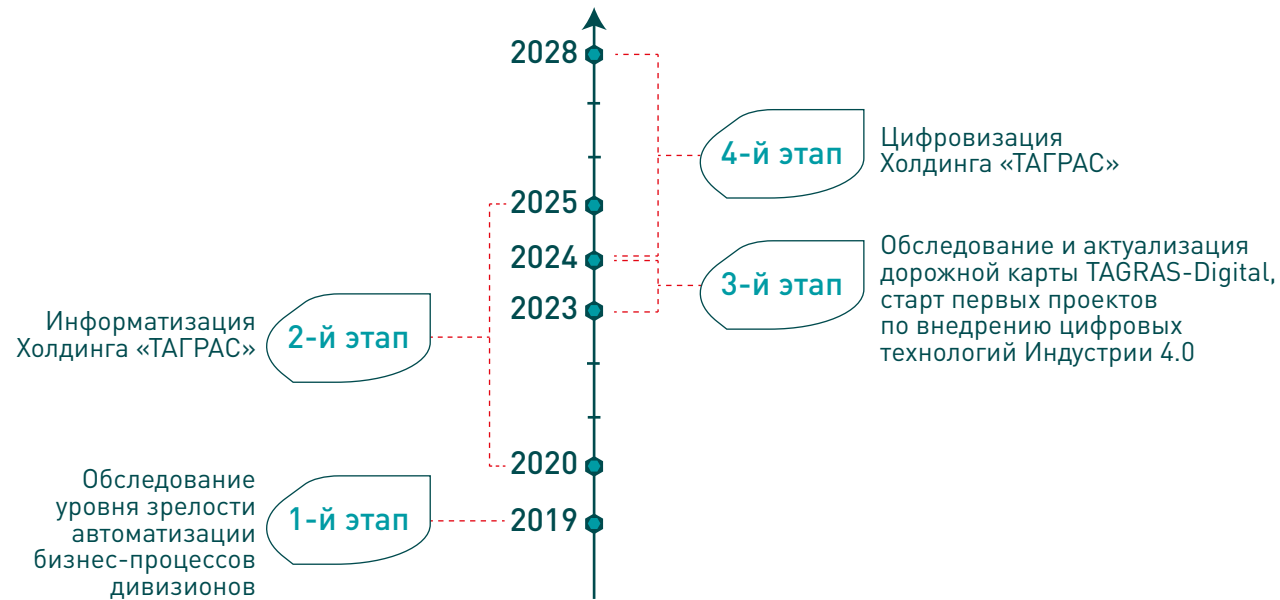 2028
4-й этап
Цифровизация
Холдинга «ТАГРАС»
2025
2024
3-й этап
Обследование и актуализация
дорожной карты TAGRAS-Digital,
старт первых проектов
по внедрению цифровых
технологий Индустрии 4.0
2023
Информатизация
Холдинга «ТАГРАС»
2-й этап
2020
Обследование
уровня зрелости
автоматизации
бизнес-процессов
дивизионов
1-й этап
2019